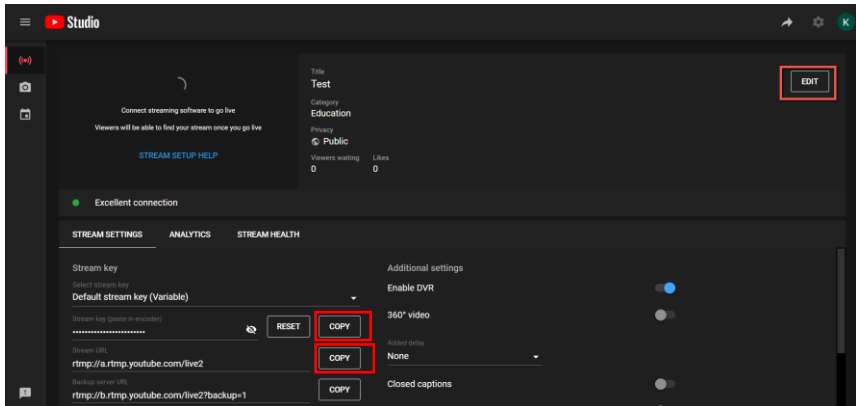 Studio
K
Connect streaming software to go live
Viewers will be able to find your stream once you go live
STREAM SETUP HELP
Title
Test
Category
Education
Privacy
Public
Viewers waiting Likes
0 0
EDIT
Excellent connection
STREAM SETTINGS ANALYTICS STREAM HEALTH
Stream key
Select stream key
Default stream key (Variable)
Stream key (paste in encoder)
••••••••••••••••••••••••
RESET COPY
Stream URL
rtmp://a.rtmp.youtube.com/live2
COPY
Backup server URL
rtmp://b.rtmp.youtube.com/live2?backup=1
COPY
Additional settings
Enable DVR
360° video
Added delay
None
Closed captions